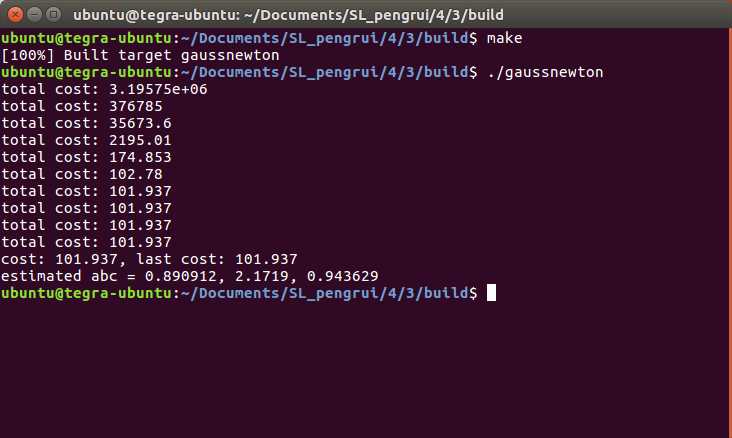 ubuntu@tegra-ubuntu: ~/Documents/SL_pengrui/4/3/build
ubuntu@tegra-ubuntu:~/Documents/SL_pengrui/4/3/build$ make
[100%] Built target gaussnewton
ubuntu@tegra-ubuntu:~/Documents/SL_pengrui/4/3/build$ ./gaussnewton
total cost: 3.19575e+06
total cost: 376785
total cost: 35673.6
total cost: 2195.01
total cost: 174.853
total cost: 102.78
total cost: 101.937
total cost: 101.937
total cost: 101.937
total cost: 101.937
cost: 101.937, last cost: 101.937
estimated abc = 0.890912, 2.1719, 0.943629
ubuntu@tegra-ubuntu:~/Documents/SL_pengrui/4/3/build$